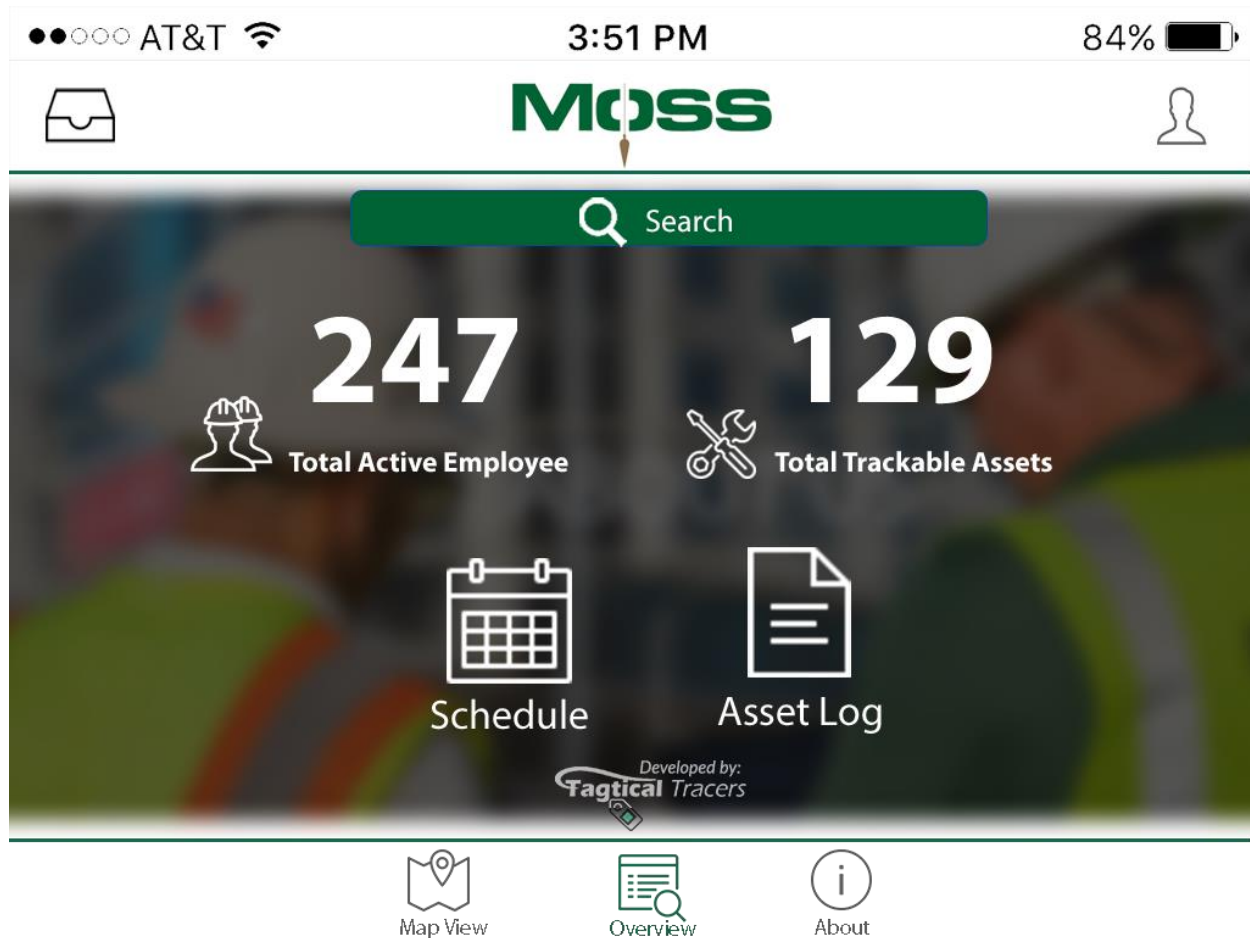 AT&T 3:51 PM 84%
Moss
Search
247 129
Total Active Employee Total Trackable Assets
Schedule Asset Log
Developed by:
Tagtical Tracers
Map View Overview About